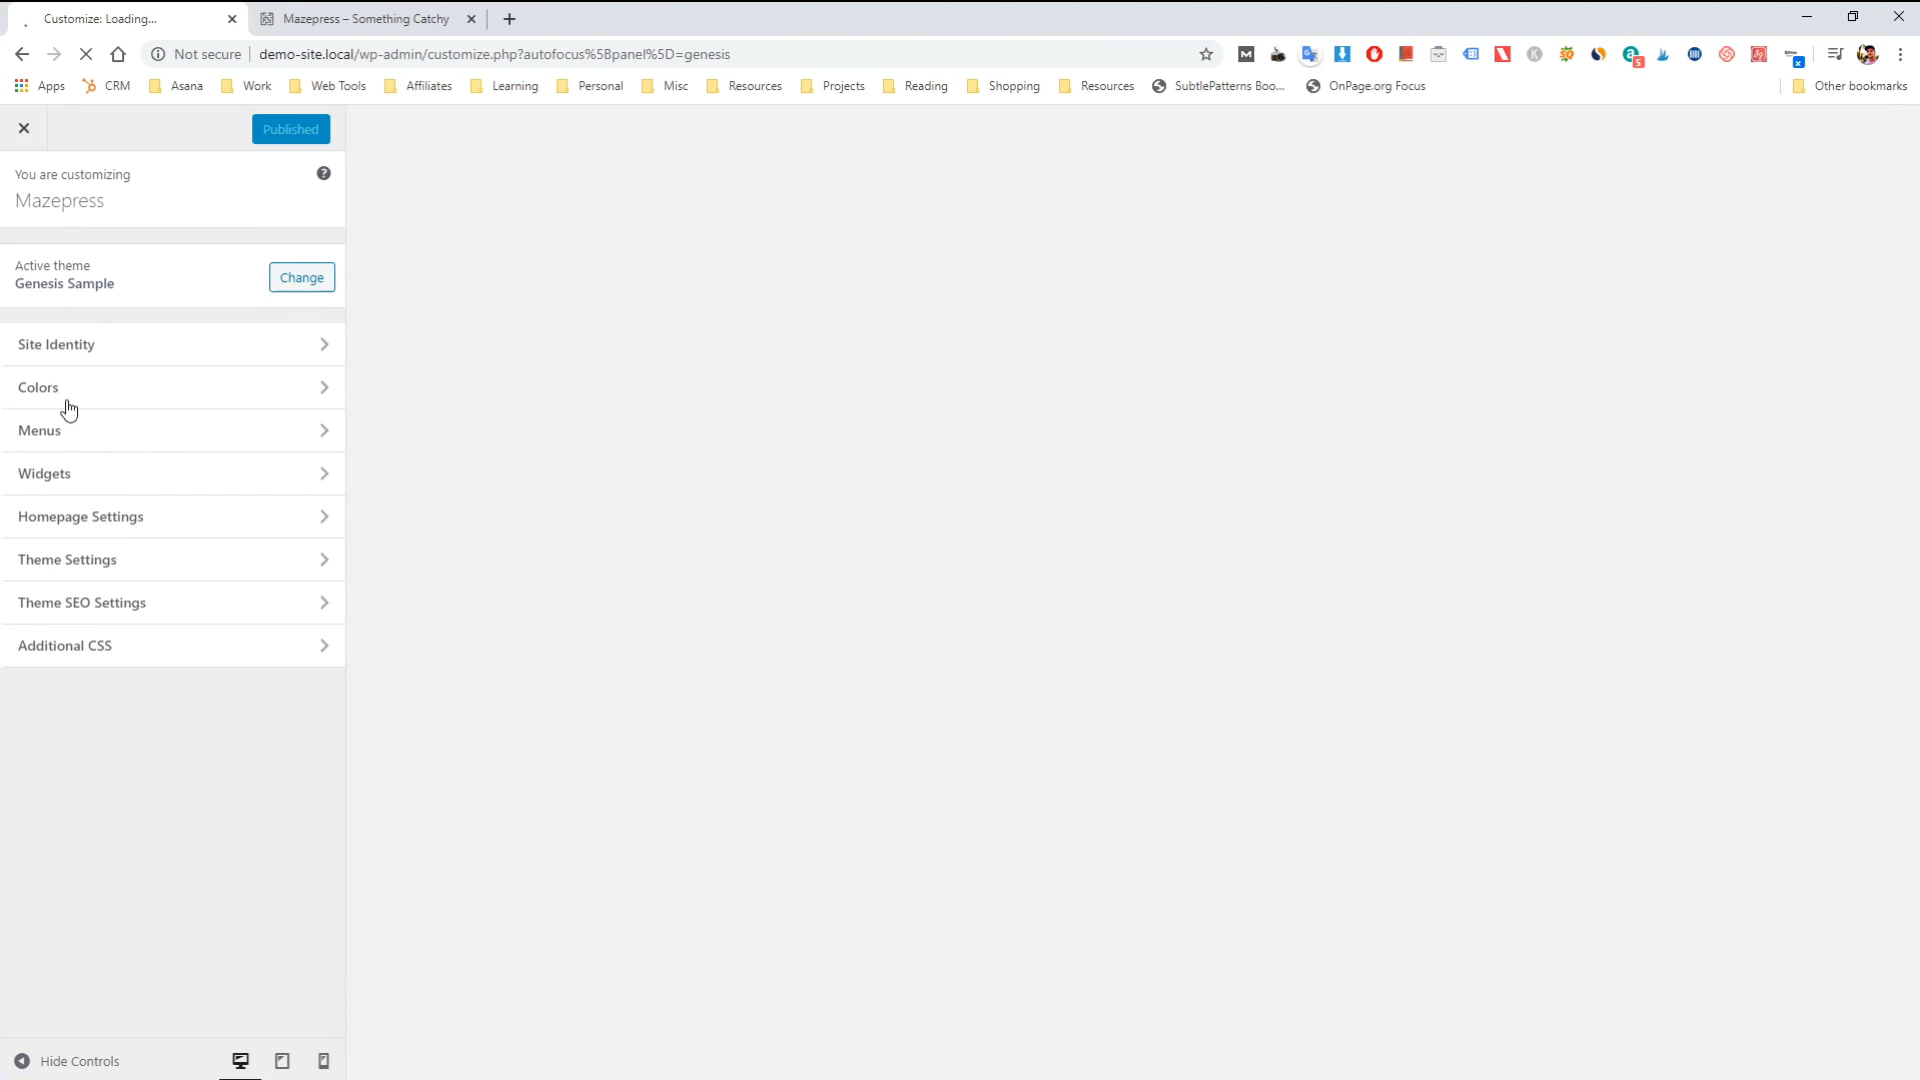 Customize: Loading...
Mazepress – Something Catchy
Not secure
demo-site.local/wp-admin/customize.php?autofocus%5Bpanel%5D=genesis
Apps
CRM
Asana
Work
Web Tools
Affiliates
Learning
Personal
Misc
Resources
Projects
Reading
Shopping
Resources
SubtlePatterns Boo...
OnPage.org Focus
Other bookmarks
Published
You are customizing
Mazepress
Active theme
Genesis Sample
Change
Site Identity
Colors
Menus
Widgets
Homepage Settings
Theme Settings
Theme SEO Settings
Additional CSS
Hide Controls